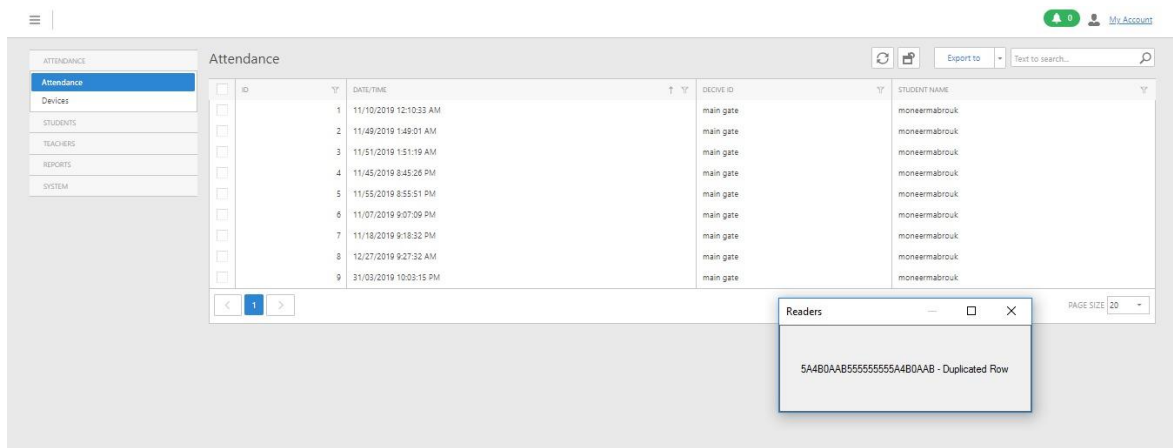 0
My Account
ATTENDANCE
Attendance
Devices
STUDENTS
TEACHERS
REPORTS
SYSTEM
Attendance
Export to
Text to search...
ID DATE/TIME DECIVE ID STUDENT NAME
1 11/10/2019 12:10:33 AM main gate moneermabrouk
2 11/49/2019 1:49:01 AM main gate moneermabrouk
3 11/51/2019 1:51:19 AM main gate moneermabrouk
4 11/45/2019 8:45:26 PM main gate moneermabrouk
5 11/55/2019 8:55:51 PM main gate moneermabrouk
6 11/07/2019 9:07:09 PM main gate moneermabrouk
7 11/18/2019 9:18:32 PM main gate moneermabrouk
8 12/27/2019 9:27:32 AM main gate moneermabrouk
9 31/03/2019 10:03:15 PM main gate moneermabrouk
1
PAGE SIZE 20
Readers
5A4B0AAB555555555A4B0AAB - Duplicated Row